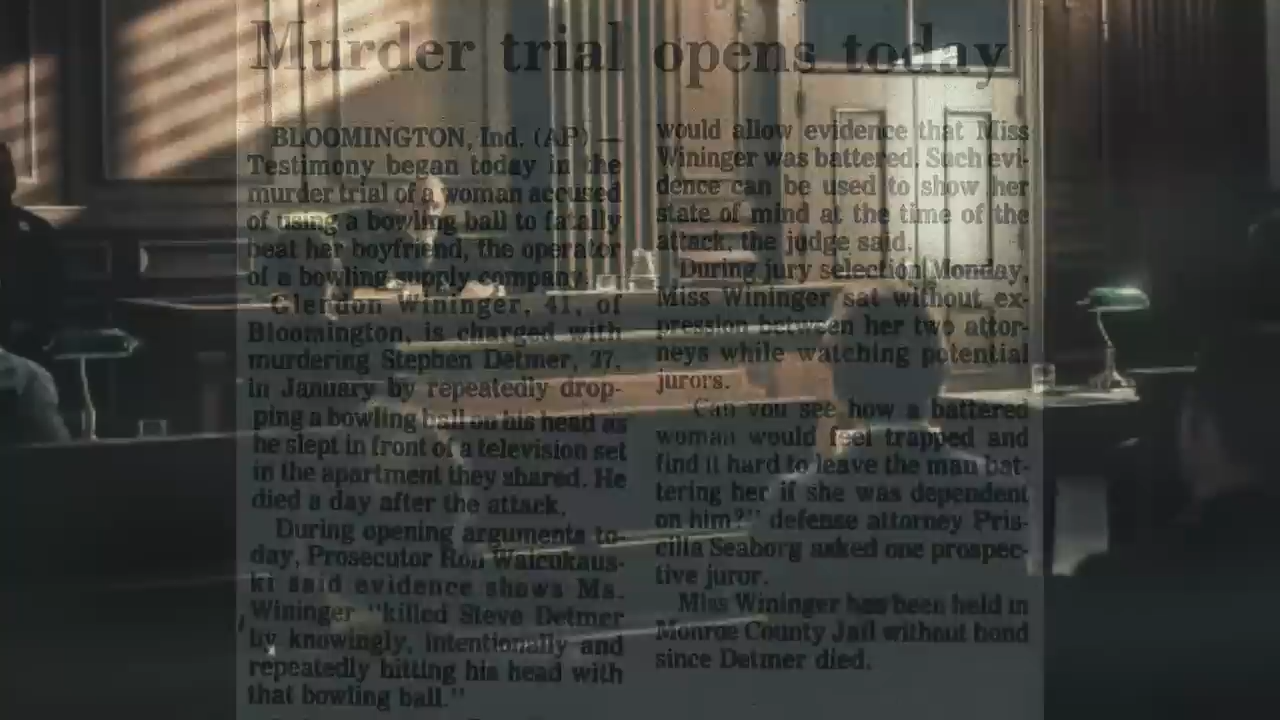 Murder trial opens today
BLOOMINGTON, Ind. (AP) —
Testimony began today in the
murder trial of a woman accused
of using a bowling ball to fatally
beat her boyfriend, the operator
of a bowling supply company.
Glendon Wininger, 41, of
Bloomington, is charged with
murdering Stephen Detmer, 37,
in January by repeatedly drop-
ping a bowling ball on his head as
he slept in front of a television set
in the apartment they shared. He
died a day after the attack.
During opening arguments to-
day, Prosecutor Ron Waicukaus-
ki said evidence shows Ms.
Wininger "killed Steve Detmer
by knowingly, intentionally and
repeatedly hitting his head with
that bowling ball."
would allow evidence that Miss
Wininger was battered. Such evi-
dence can be used to show her
state of mind at the time of the
attack, the judge said.
During jury selection Monday,
Miss Wininger sat without ex-
pression between her two attor-
neys while watching potential
jurors.
"Can you see how a battered
woman would feel trapped and
find it hard to leave the man bat-
tering her if she was dependent
on him?" defense attorney Pris-
cilla Seaborg asked one prospec-
tive juror.
Miss Wininger has been held in
Monroe County Jail without bond
since Detmer died.